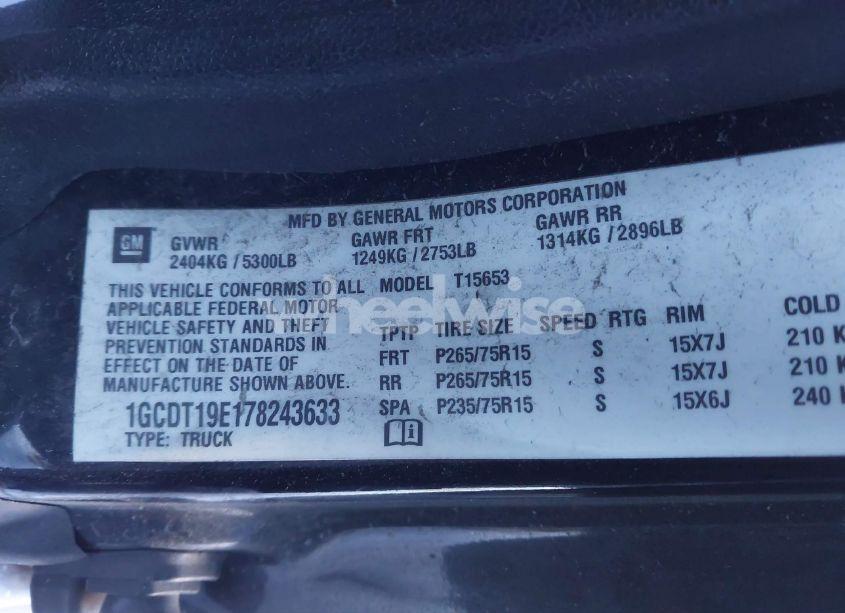 MFD BY GENERAL MOTORS CORPORATION
GM
GVWR GAWR FRT GAWR RR
2404KG / 5300LB 1249KG / 2753LB 1314KG / 2896LB
THIS VEHICLE CONFORMS TO ALL
APPLICABLE FEDERAL MOTOR
VEHICLE SAFETY AND THEFT
PREVENTION STANDARDS IN
EFFECT ON THE DATE OF
MANUFACTURE SHOWN ABOVE.
1GCDT19E178243633
TYPE: TRUCK
MODEL T15653
TPTP TIRE SIZE SPEED RTG RIM COLD
FRT P265/75R15 S 15X7J 210 K
RR P265/75R15 S 15X7J 210 K
SPA P235/75R15 S 15X6J 240
i
wheelwise